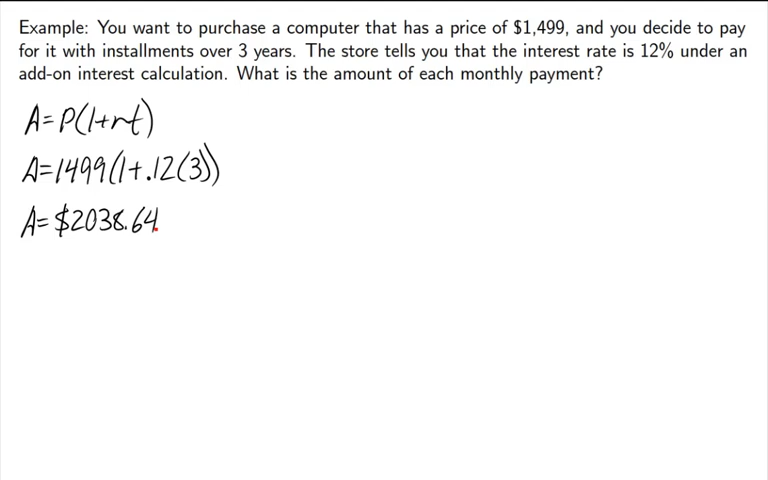 Example: You want to purchase a computer that has a price of $1,499, and you decide to pay
for it with installments over 3 years. The store tells you that the interest rate is 12% under an
add-on interest calculation. What is the amount of each monthly payment?
A=P(1+rt)
A=1499(1+.12(3))
A=$2038.64